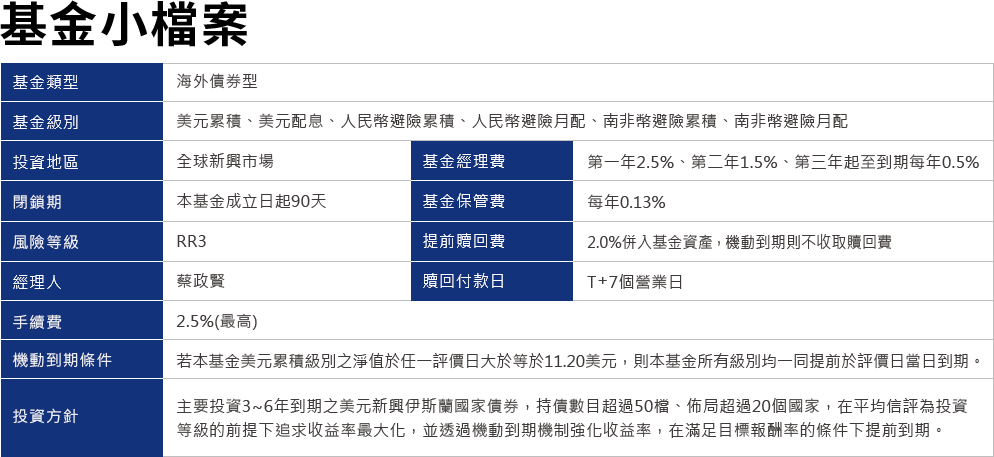 基金小檔案
基金類型 海外債券型
基金級別 美元累積、美元配息、人民幣避險累積、人民幣避險月配、南非幣避險累積、南非幣避險月配
投資地區 全球新興市場 基金經理費 第一年2.5%、第二年1.5%、第三年起至到期每年0.5%
閉鎖期 本基金成立日起90天 基金保管費 每年0.13%
風險等級 RR3 提前贖回費 2.0%併入基金資產，機動到期則不收取贖回費
經理人 蔡政賢 贖回付款日 T+7個營業日
手續費 2.5%(最高)
機動到期條件 若本基金美元累積級別之淨值於任一評價日大於等於11.20美元，則本基金所有級別均一同提前於評價日當日到期。
投資方針 主要投資3~6年到期之美元新興伊斯蘭國家債券，持債數目超過50檔、佈局超過20個國家，在平均信評為投資
等級的前提下追求收益率最大化，並透過機動到期機制強化收益率，在滿足目標報酬率的條件下提前到期。